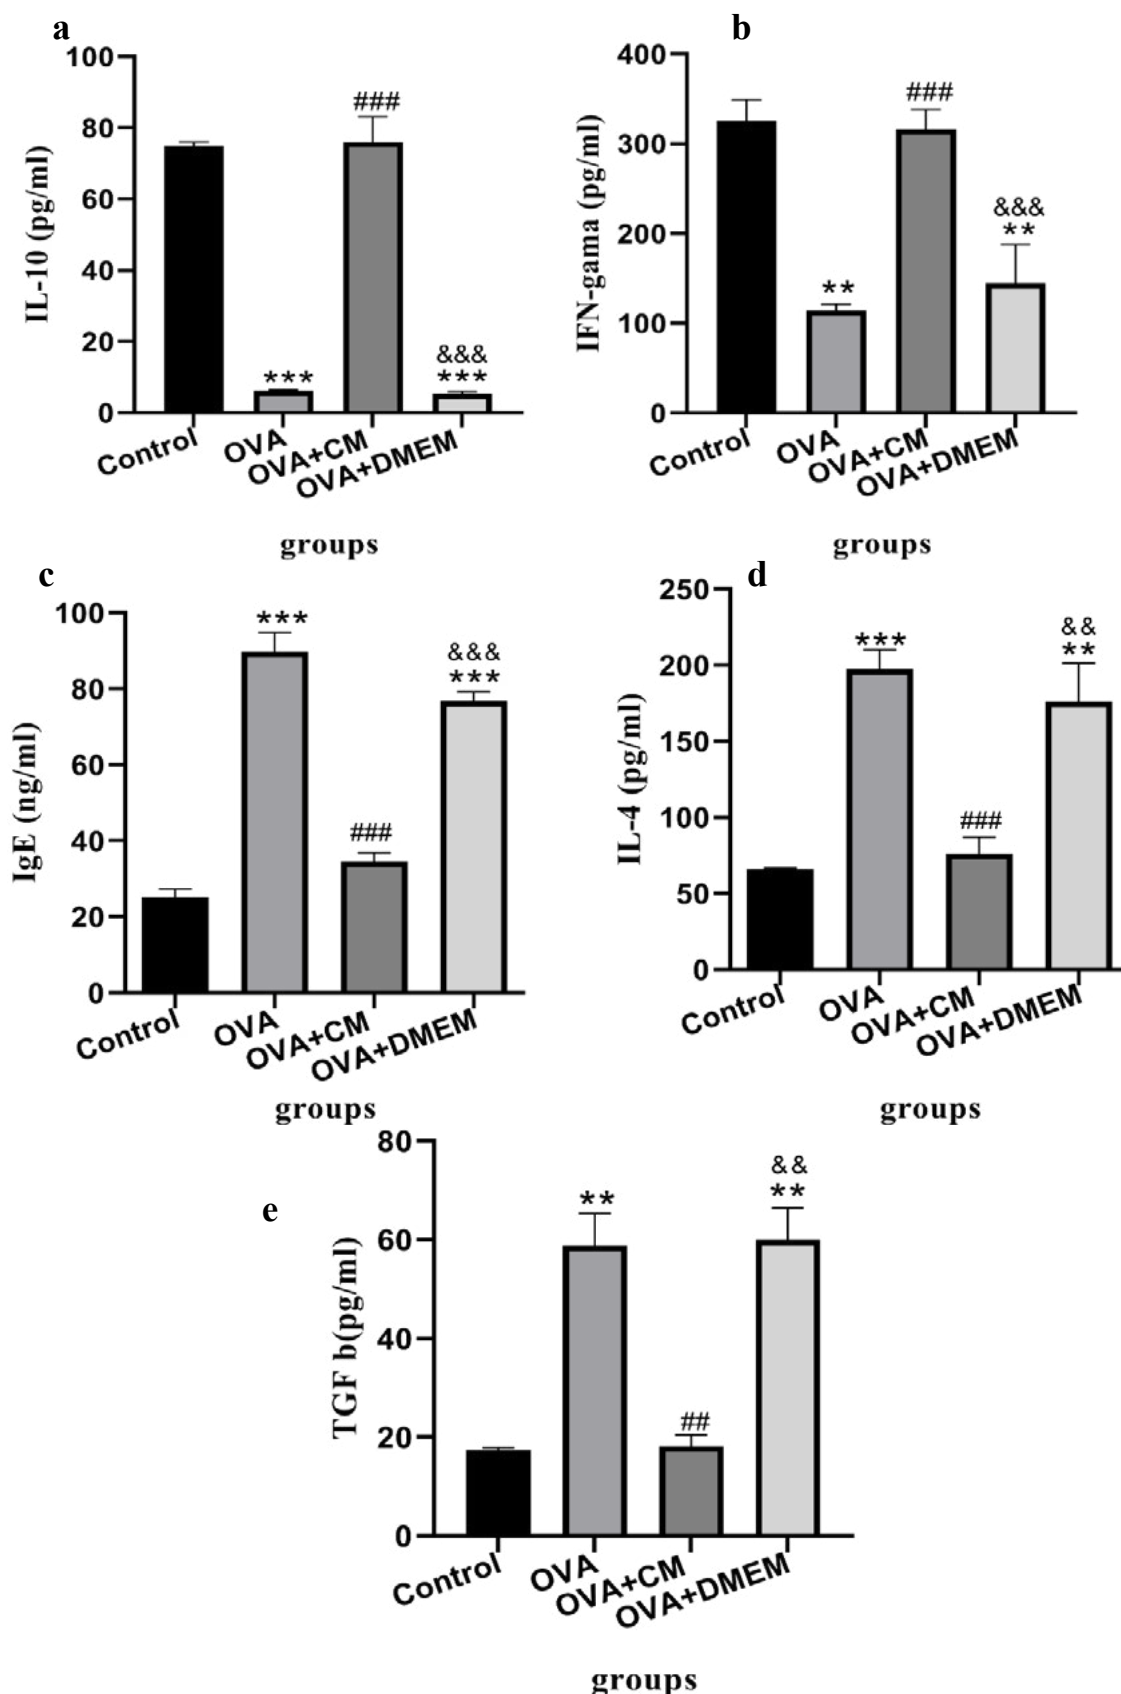 a
100
80
60
40
20
0
IL-10 (pg/ml)
***
###
&&&
***
Control
OVA
OVA+CM
OVA+DMEM
groups
b
400
300
200
100
0
IFN-gama (pg/ml)
**
###
&&&
**
Control
OVA
OVA+CM
OVA+DMEM
groups
c
100
80
60
40
20
0
IgE (ng/ml)
***
###
&&&
***
Control
OVA
OVA+CM
OVA+DMEM
groups
d
250
200
150
100
50
0
IL-4 (pg/ml)
***
###
&&
**
Control
OVA
OVA+CM
OVA+DMEM
groups
e
80
60
40
20
0
TGF b(pg/ml)
**
##
&&
**
Control
OVA
OVA+CM
OVA+DMEM
groups